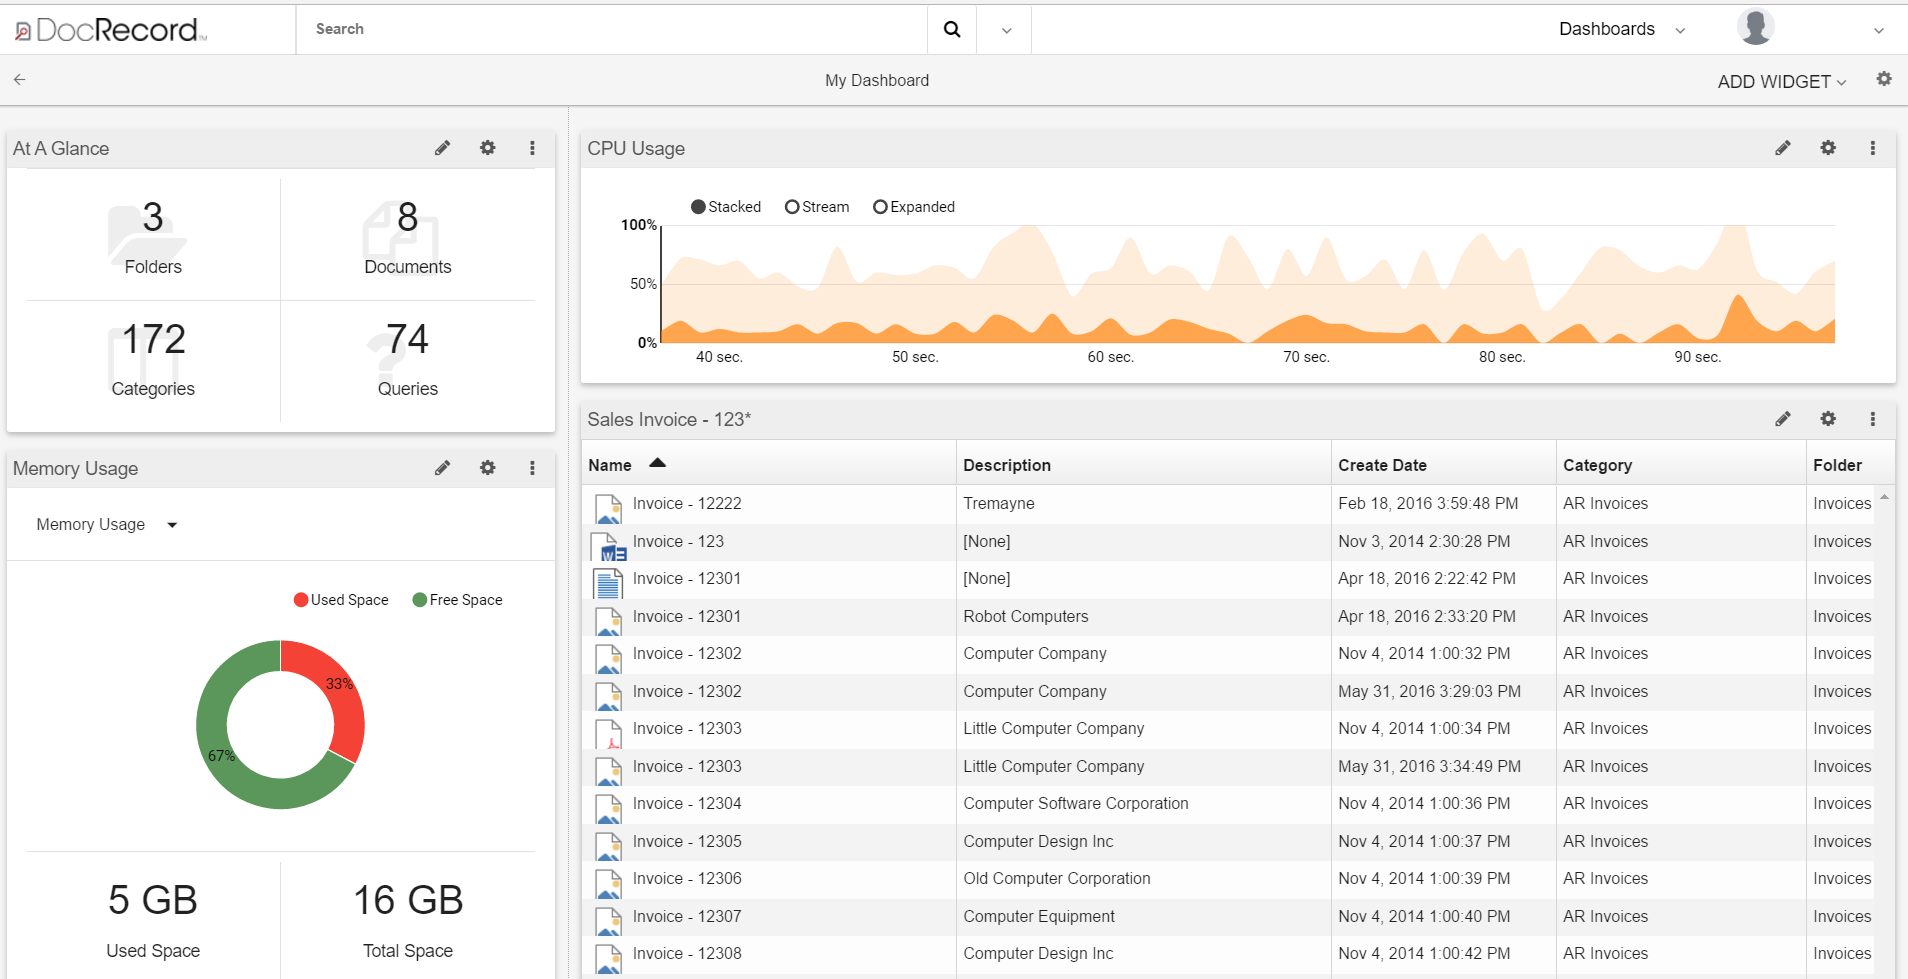 DocRecord™
Search
Dashboards
My Dashboard
ADD WIDGET
At A Glance
3
Folders
8
Documents
172
Categories
74
Queries
Memory Usage
Memory Usage
Used Space
Free Space
33%
67%
5 GB
Used Space
16 GB
Total Space
CPU Usage
Stacked Stream Expanded
100%
50%
0%
40 sec. 50 sec. 60 sec. 70 sec. 80 sec. 90 sec.
Sales Invoice - 123*
Name Description Create Date Category Folder
Invoice - 12222 Tremayne Feb 18, 2016 3:59:48 PM AR Invoices Invoices
Invoice - 123 [None] Nov 3, 2014 2:30:28 PM AR Invoices Invoices
Invoice - 12301 [None] Apr 18, 2016 2:22:42 PM AR Invoices Invoices
Invoice - 12301 Robot Computers Apr 18, 2016 2:33:20 PM AR Invoices Invoices
Invoice - 12302 Computer Company Nov 4, 2014 1:00:32 PM AR Invoices Invoices
Invoice - 12302 Computer Company May 31, 2016 3:29:03 PM AR Invoices Invoices
Invoice - 12303 Little Computer Company Nov 4, 2014 1:00:34 PM AR Invoices Invoices
Invoice - 12303 Little Computer Company May 31, 2016 3:34:49 PM AR Invoices Invoices
Invoice - 12304 Computer Software Corporation Nov 4, 2014 1:00:36 PM AR Invoices Invoices
Invoice - 12305 Computer Design Inc Nov 4, 2014 1:00:37 PM AR Invoices Invoices
Invoice - 12306 Old Computer Corporation Nov 4, 2014 1:00:39 PM AR Invoices Invoices
Invoice - 12307 Computer Equipment Nov 4, 2014 1:00:40 PM AR Invoices Invoices
Invoice - 12308 Computer Design Inc Nov 4, 2014 1:00:42 PM AR Invoices Invoices